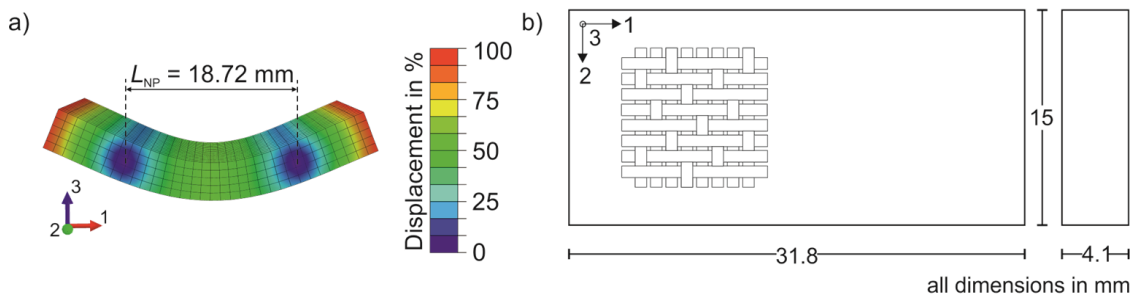 a)
L_NP = 18.72 mm
3
2
1
Displacement in %
100
75
50
25
0
b)
1
3
2
15
31.8
4.1
all dimensions in mm